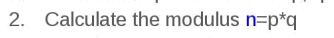 2. Calculate the modulus n=p*q